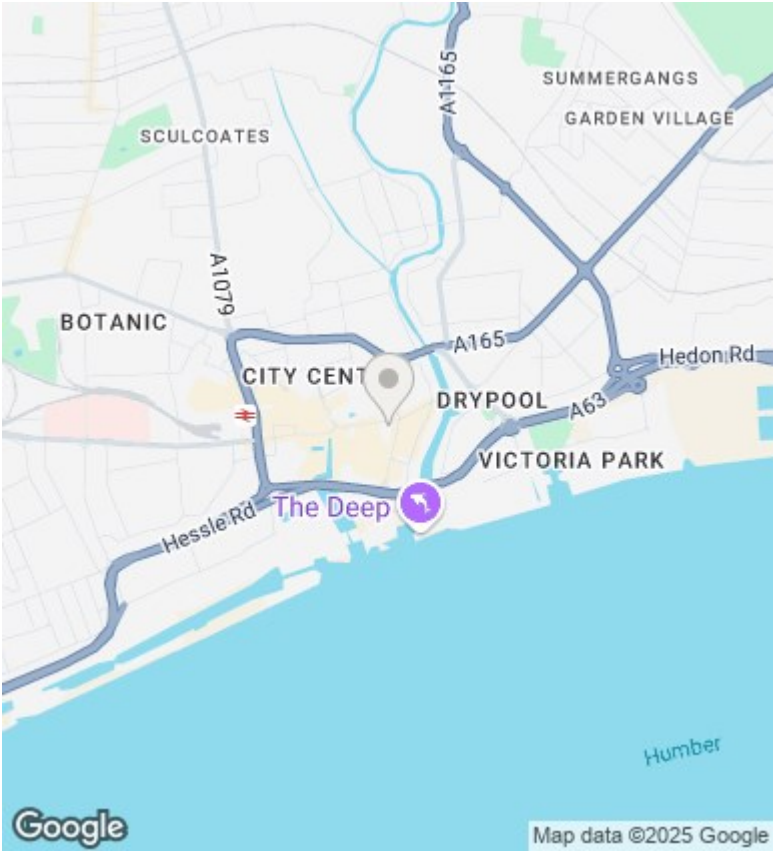 A1165
SUMMERGANGS
GARDEN VILLAGE
SCULCOATES
A1079
BOTANIC
A165
Hedon Rd
CITY CENT
DRYPOOL
A63
VICTORIA PARK
The Deep
Hessle Rd
Humber
Google
Map data ©2025 Google